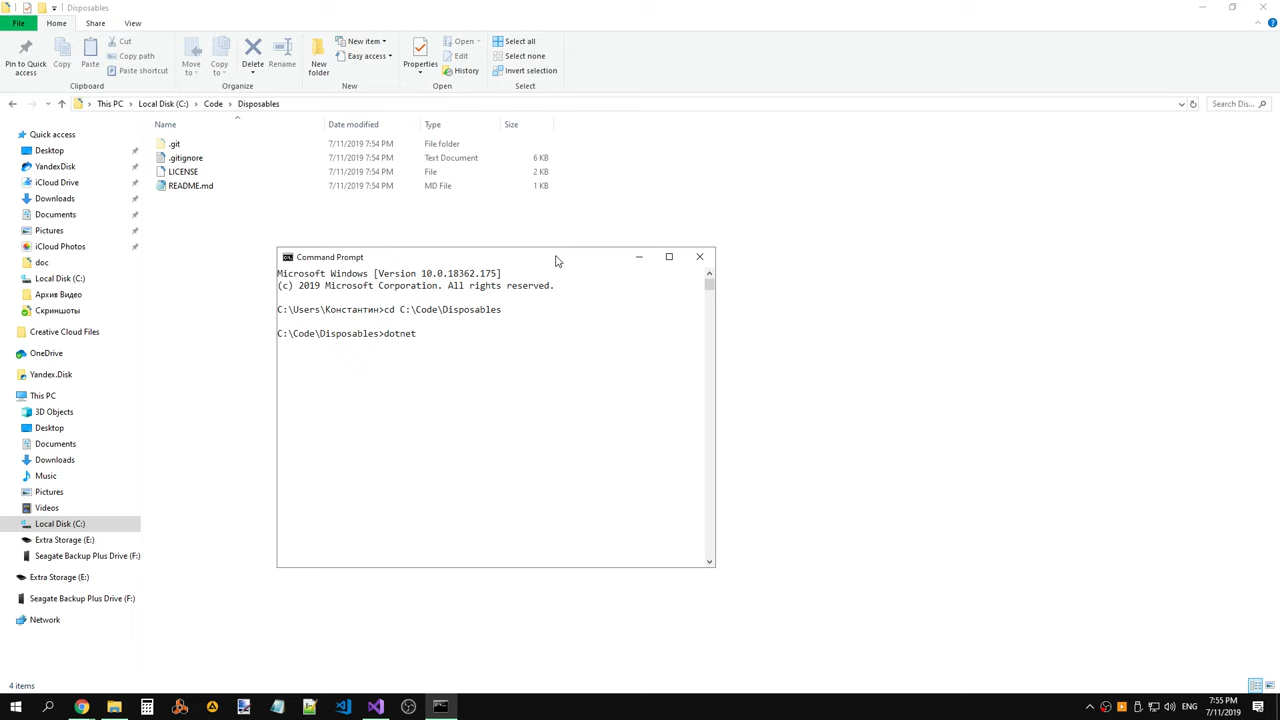 Disposables
File
Home
Share
View
Pin to Quick access
Copy
Paste
Cut
Copy path
Paste shortcut
Clipboard
Move to
Copy to
Delete
Rename
Organize
New folder
New item
Easy access
New
Properties
Open
Edit
History
Open
Select all
Select none
Invert selection
Select
This PC
Local Disk (C:)
Code
Disposables
Search Dis...
Name
Date modified
Type
Size
.git 7/11/2019 7:54 PM File folder
.gitignore 7/11/2019 7:54 PM Text Document 6 KB
LICENSE 7/11/2019 7:54 PM File 2 KB
README.md 7/11/2019 7:54 PM MD File 1 KB
Quick access
Desktop
YandexDisk
iCloud Drive
Downloads
Documents
Pictures
iCloud Photos
doc
Local Disk (C:)
Архив Видео
Скриншоты
Creative Cloud Files
OneDrive
Yandex.Disk
This PC
3D Objects
Desktop
Documents
Downloads
Music
Pictures
Videos
Local Disk (C:)
Extra Storage (E:)
Seagate Backup Plus Drive (F:)
Extra Storage (E:)
Seagate Backup Plus Drive (F:)
Network
Command Prompt
Microsoft Windows [Version 10.0.18362.175]
(c) 2019 Microsoft Corporation. All rights reserved.
C:\Users\Константин>cd C:\Code\Disposables
C:\Code\Disposables>dotnet
4 items
ENG
7:55 PM
7/11/2019